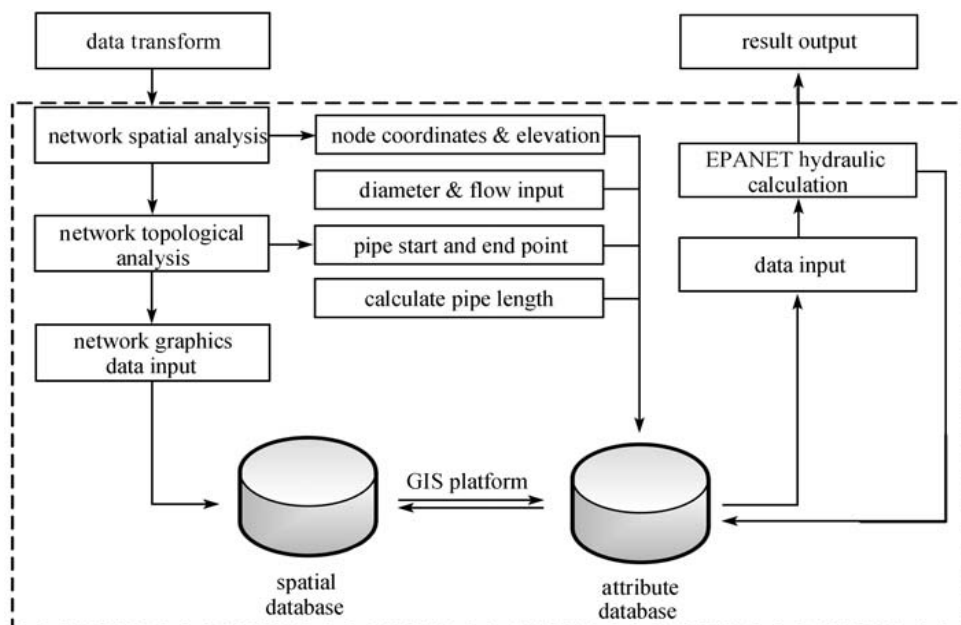 data transform
result output
network spatial analysis
node coordinates & elevation
EPANET hydraulic
calculation
diameter & flow input
network topological
analysis
pipe start and end point
data input
calculate pipe length
network graphics
data input
GIS platform
spatial
database
attribute
database